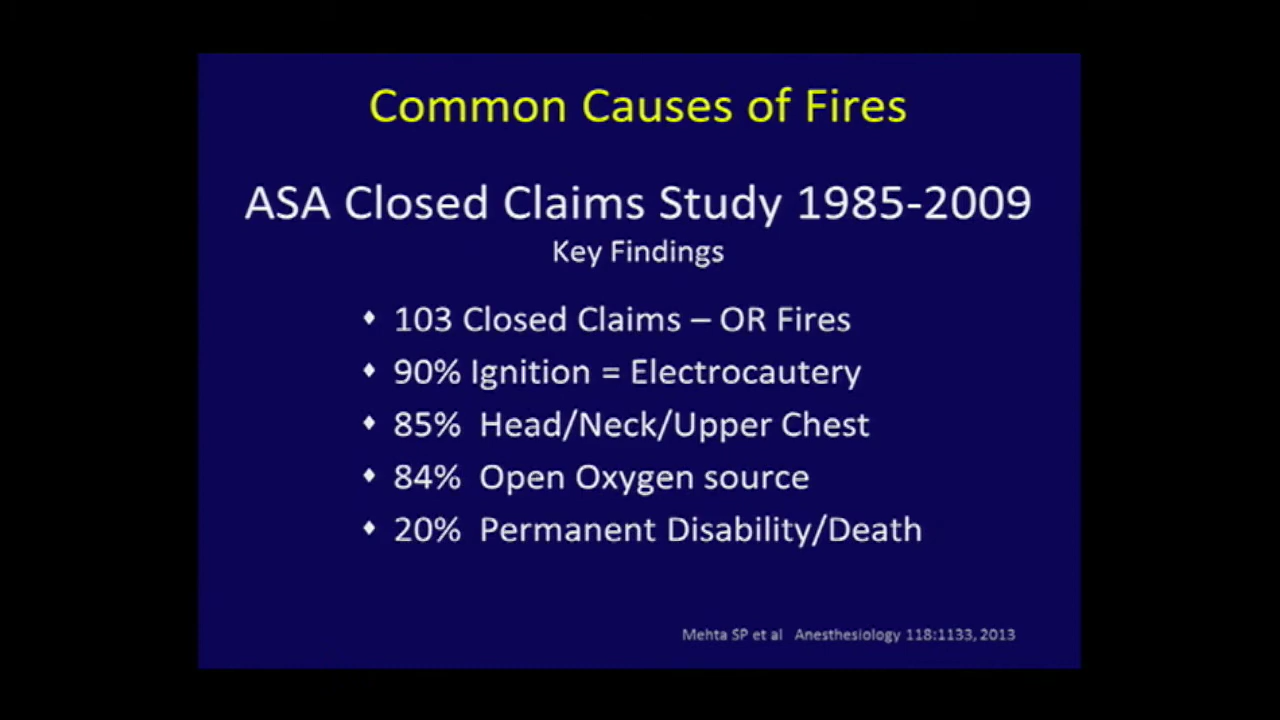 Common Causes of Fires
ASA Closed Claims Study 1985-2009
Key Findings
♦ 103 Closed Claims – OR Fires
♦ 90% Ignition = Electrocautery
♦ 85% Head/Neck/Upper Chest
♦ 84% Open Oxygen source
♦ 20% Permanent Disability/Death
Mehta SP et al Anesthesiology 118:1133, 2013